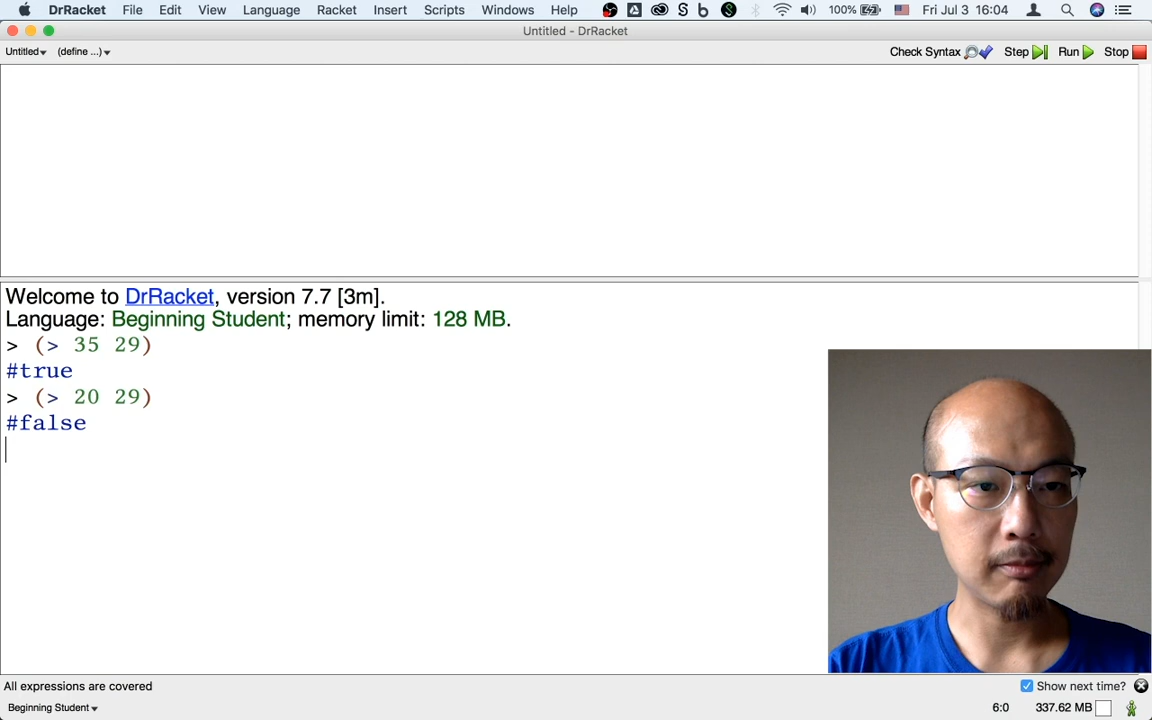 DrRacket File Edit View Language Racket Insert Scripts Windows Help 100% Fri Jul 3 16:04
Untitled - DrRacket
Untitled (define ...) Check Syntax Step Run Stop
Welcome to DrRacket, version 7.7 [3m].
Language: Beginning Student; memory limit: 128 MB.
> (> 35 29)
#true
> (> 20 29)
#false
All expressions are covered Show next time?
Beginning Student 6:0 337.62 MB